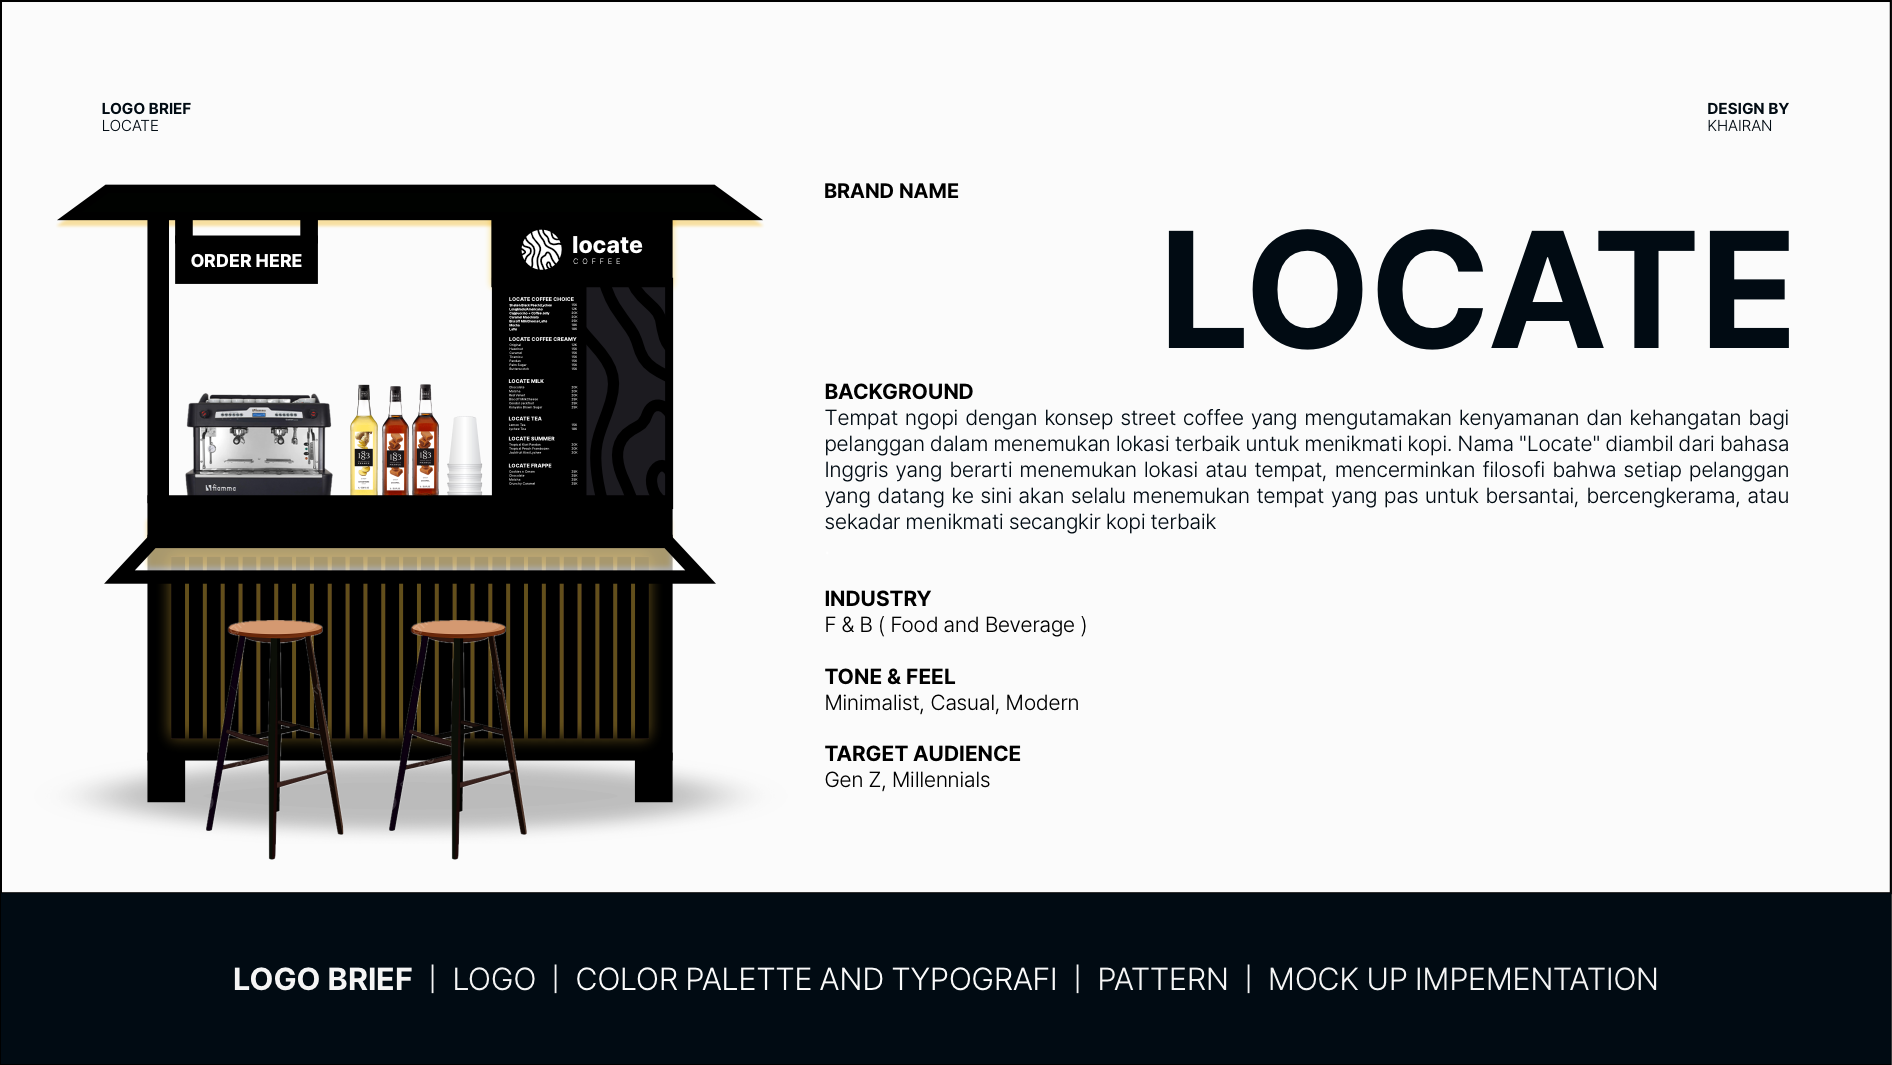 LOGO BRIEF
LOCATE
DESIGN BY
KHAIRAN
ORDER HERE
locate
COFFEE
LOCATE COFFEE CHOICE
LOCATE COFFEE CREAMY
LOCATE MILK
LOCATE TEA
LOCATE SUMMER
LOCATE FRAPPE
fiamma
183
183
183
BRAND NAME
LOCATE
BACKGROUND
Tempat ngopi dengan konsep street coffee yang mengutamakan kenyamanan dan kehangatan bagi
pelanggan dalam menemukan lokasi terbaik untuk menikmati kopi. Nama "Locate" diambil dari bahasa
Inggris yang berarti menemukan lokasi atau tempat, mencerminkan filosofi bahwa setiap pelanggan
yang datang ke sini akan selalu menemukan tempat yang pas untuk bersantai, bercengkerama, atau
sekadar menikmati secangkir kopi terbaik
INDUSTRY
F & B ( Food and Beverage )
TONE & FEEL
Minimalist, Casual, Modern
TARGET AUDIENCE
Gen Z, Millennials
LOGO BRIEF | LOGO | COLOR PALETTE AND TYPOGRAFI | PATTERN | MOCK UP IMPEMENTATION